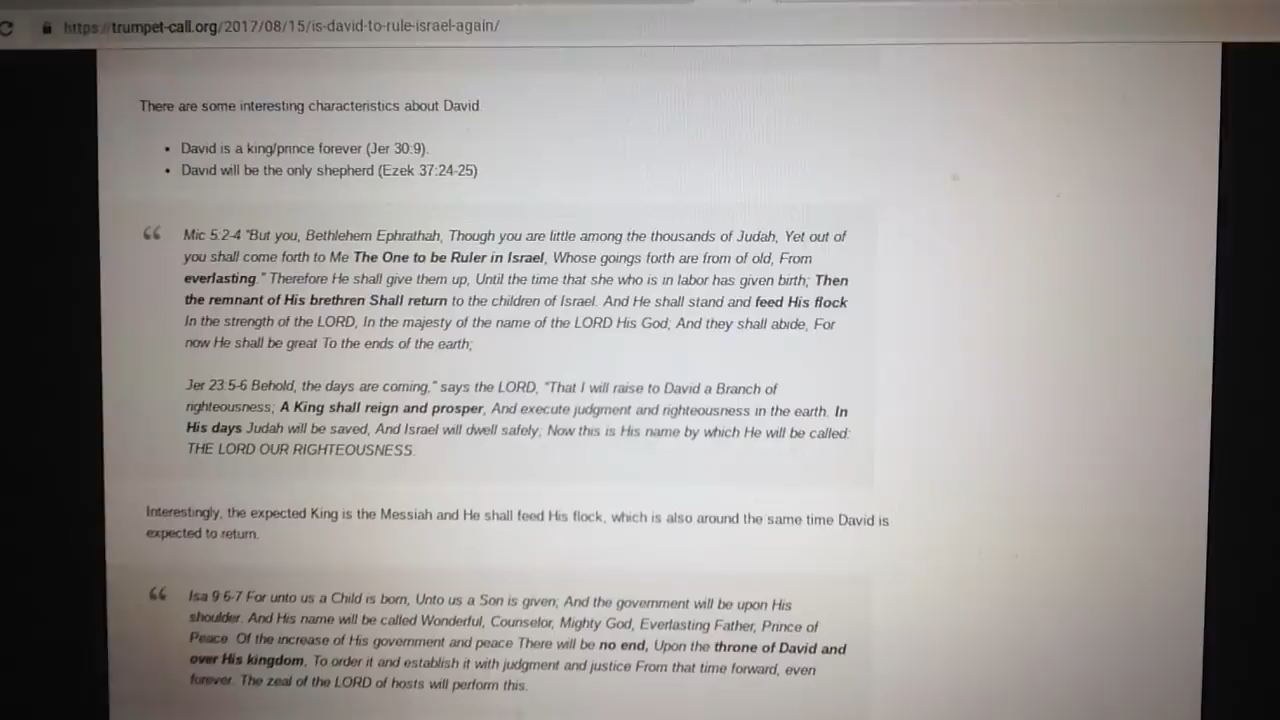 https://trumpet-call.org/2017/08/15/is-david-to-rule-israel-again/
There are some interesting characteristics about David
• David is a king/prince forever (Jer 30:9).
• David will be the only shepherd (Ezek 37:24-25)
“ Mic 5:2-4 “But you, Bethlehem Ephrathah, Though you are little among the thousands of Judah, Yet out of
you shall come forth to Me The One to be Ruler in Israel, Whose goings forth are from of old, From
everlasting.” Therefore He shall give them up, Until the time that she who is in labor has given birth; Then
the remnant of His brethren Shall return to the children of Israel. And He shall stand and feed His flock
In the strength of the LORD, In the majesty of the name of the LORD His God; And they shall abide, For
now He shall be great To the ends of the earth;
Jer 23:5-6 Behold, the days are coming,” says the LORD, “That I will raise to David a Branch of
righteousness; A King shall reign and prosper, And execute judgment and righteousness in the earth. In
His days Judah will be saved, And Israel will dwell safely; Now this is His name by which He will be called:
THE LORD OUR RIGHTEOUSNESS.
Interestingly, the expected King is the Messiah and He shall feed His flock, which is also around the same time David is
expected to return.
“ Isa 9:6-7 For unto us a Child is born, Unto us a Son is given; And the government will be upon His
shoulder. And His name will be called Wonderful, Counselor, Mighty God, Everlasting Father, Prince of
Peace. Of the increase of His government and peace There will be no end, Upon the throne of David and
over His kingdom, To order it and establish it with judgment and justice From that time forward, even
forever. The zeal of the LORD of hosts will perform this.